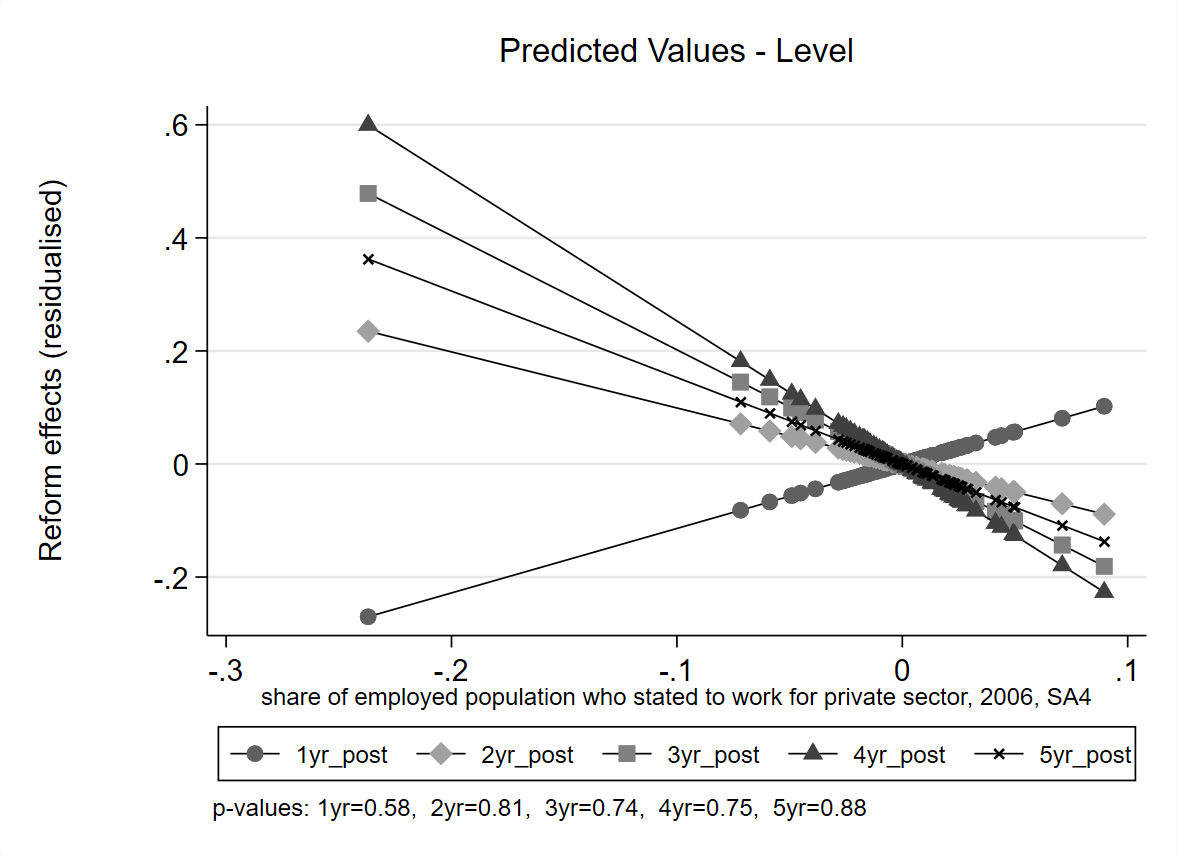 Predicted Values - Level
Reform effects (residualised)
.6
.4
.2
0
-.2
-.3
-.2
-.1
0
.1
share of employed population who stated to work for private sector, 2006, SA4
1yr_post
2yr_post
3yr_post
4yr_post
5yr_post
p-values: 1yr=0.58,  2yr=0.81,  3yr=0.74,  4yr=0.75,  5yr=0.88